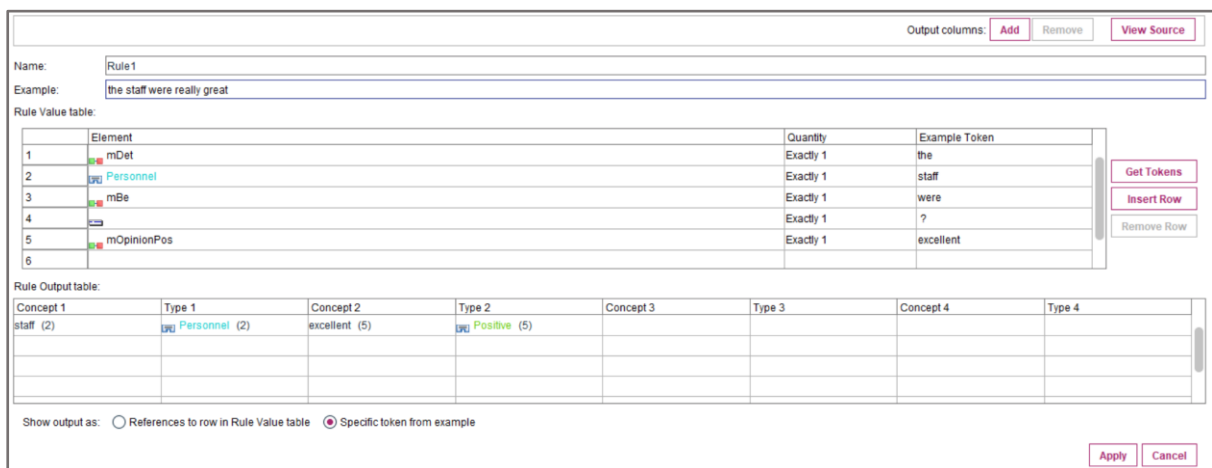 Output columns: Add Remove View Source
Name: Rule1
Example: the staff were really great
Rule Value table:
Element Quantity Example Token
1 mDet Exactly 1 the
2 Personnel Exactly 1 staff
3 mBe Exactly 1 were
4 Exactly 1 ?
5 mOpinionPos Exactly 1 excellent
6
Get Tokens
Insert Row
Remove Row
Rule Output table:
Concept 1 Type 1 Concept 2 Type 2 Concept 3 Type 3 Concept 4 Type 4
staff (2) Personnel (2) excellent (5) Positive (5)
Show output as: References to row in Rule Value table Specific token from example
Apply Cancel